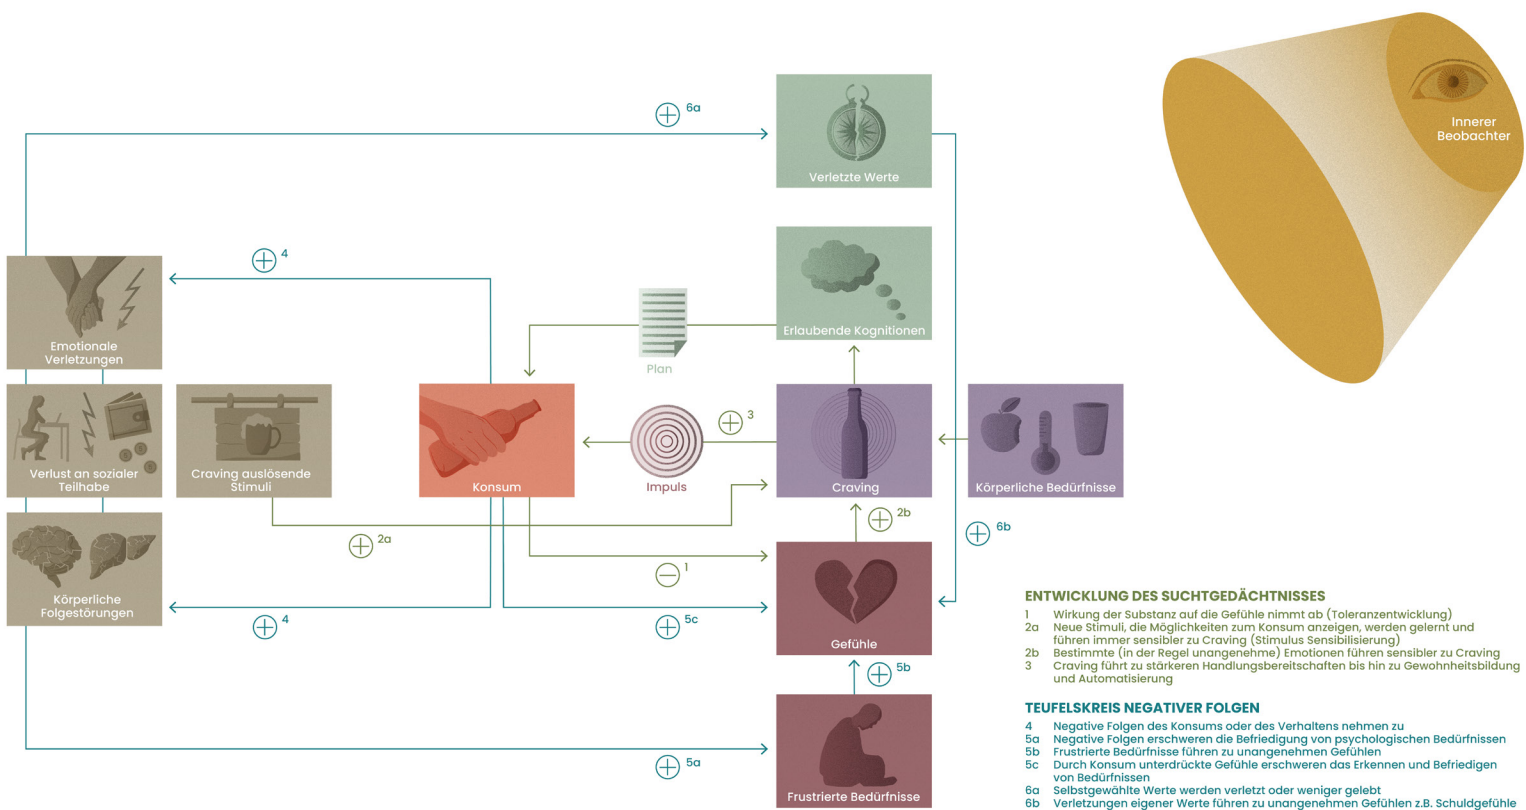 6a
Innerer
Beobachter
Verletzte Werte
4
Erlaubende Kognitionen
Emotionale
Verletzungen
Plan
3
Verlust an sozialer
Teilhabe
Craving auslösende
Stimuli
Konsum
Impuls
Craving
Körperliche Bedürfnisse
2b
6b
2a
1
Körperliche
Folgestörungen
4
5c
Gefühle
5b
5a
Frustrierte Bedürfnisse
ENTWICKLUNG DES SUCHTGEDÄCHTNISSES
1 Wirkung der Substanz auf die Gefühle nimmt ab (Toleranzentwicklung)
2a Neue Stimuli, die Möglichkeiten zum Konsum anzeigen, werden gelernt und
führen immer sensibler zu Craving (Stimulus Sensibilisierung)
2b Bestimmte (in der Regel unangenehme) Emotionen führen sensibler zu Craving
3 Craving führt zu stärkeren Handlungsbereitschaften bis hin zu Gewohnheitsbildung
und Automatisierung
TEUFELSKREIS NEGATIVER FOLGEN
4 Negative Folgen des Konsums oder des Verhaltens nehmen zu
5a Negative Folgen erschweren die Befriedigung von psychologischen Bedürfnissen
5b Frustrierte Bedürfnisse führen zu unangenehmen Gefühlen
5c Durch Konsum unterdrückte Gefühle erschweren das Erkennen und Befriedigen
von Bedürfnissen
6a Selbstgewählte Werte werden verletzt oder weniger gelebt
6b Verletzungen eigener Werte führen zu unangenehmen Gefühlen z.B. Schuldgefühle